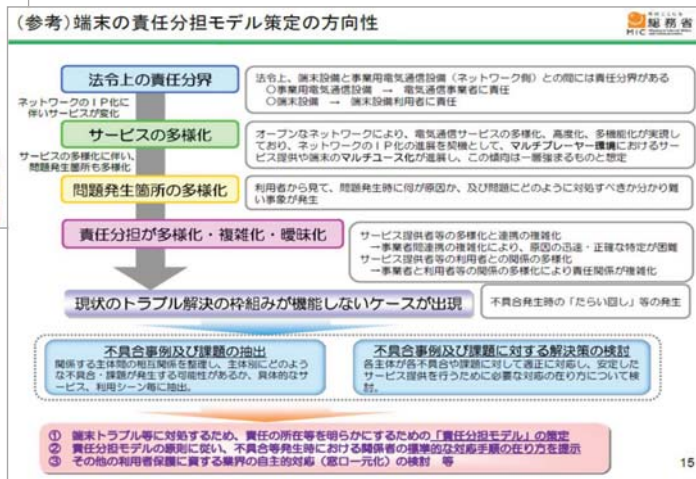 (参考)端末の責任分担モデル策定の方向性
総務省
MIC
法令上の責任分界
法令上、端末設備と事業用電気通信設備(ネットワーク側)との間には責任分界がある
○事業用電気通信設備 → 電気通信事業者に責任
○端末設備 → 端末設備利用者に責任
ネットワークのIP化に
伴いサービスが変化
サービスの多様化
オープンなネットワークにより、電気通信サービスの多様化、高度化、多機能化が実現し
ており、ネットワークのIP化の進展を契機として、マルチプレーヤー環境におけるサー
ビス提供や端末のマルチユース化が進展し、この傾向は一層強まるものと想定
サービスの多様化に伴い、
問題発生箇所も多様化
問題発生箇所の多様化
利用者から見て、問題発生時に何が原因か、及び問題にどのように対処すべきか分かり難
い事象が発生
責任分担が多様化・複雑化・曖昧化
サービス提供者等の多様化と連携の複雑化
→事業者間連携の複雑化により、原因の迅速・正確な特定が困難
サービス提供者等の利用者との関係の多様化
→事業者と利用者等の関係の多様化により責任関係が複雑化
現状のトラブル解決の枠組みが機能しないケースが出現
不具合発生時の「たらい回し」等の発生
不具合事例及び課題の抽出
関係する主体間の相互関係を整理し、主体別にどのよう
な不具合・課題が発生する可能性があるか、具体的なサ
ービス、利用シーン毎に抽出。
不具合事例及び課題に対する解決策の検討
各主体が各不具合や課題に対して適正に対応し、安定した
サービス提供を行うために必要な対応の在り方について検
討。
① 端末トラブル等に対処するため、責任の所在等を明らかにするための「責任分担モデル」の策定
② 責任分担モデルの原則に従い、不具合等発生時における関係者の標準的な対応手順の在り方を提示
③ その他の利用者保護に資する業界の自主的対応(窓口一元化)の検討 等
15